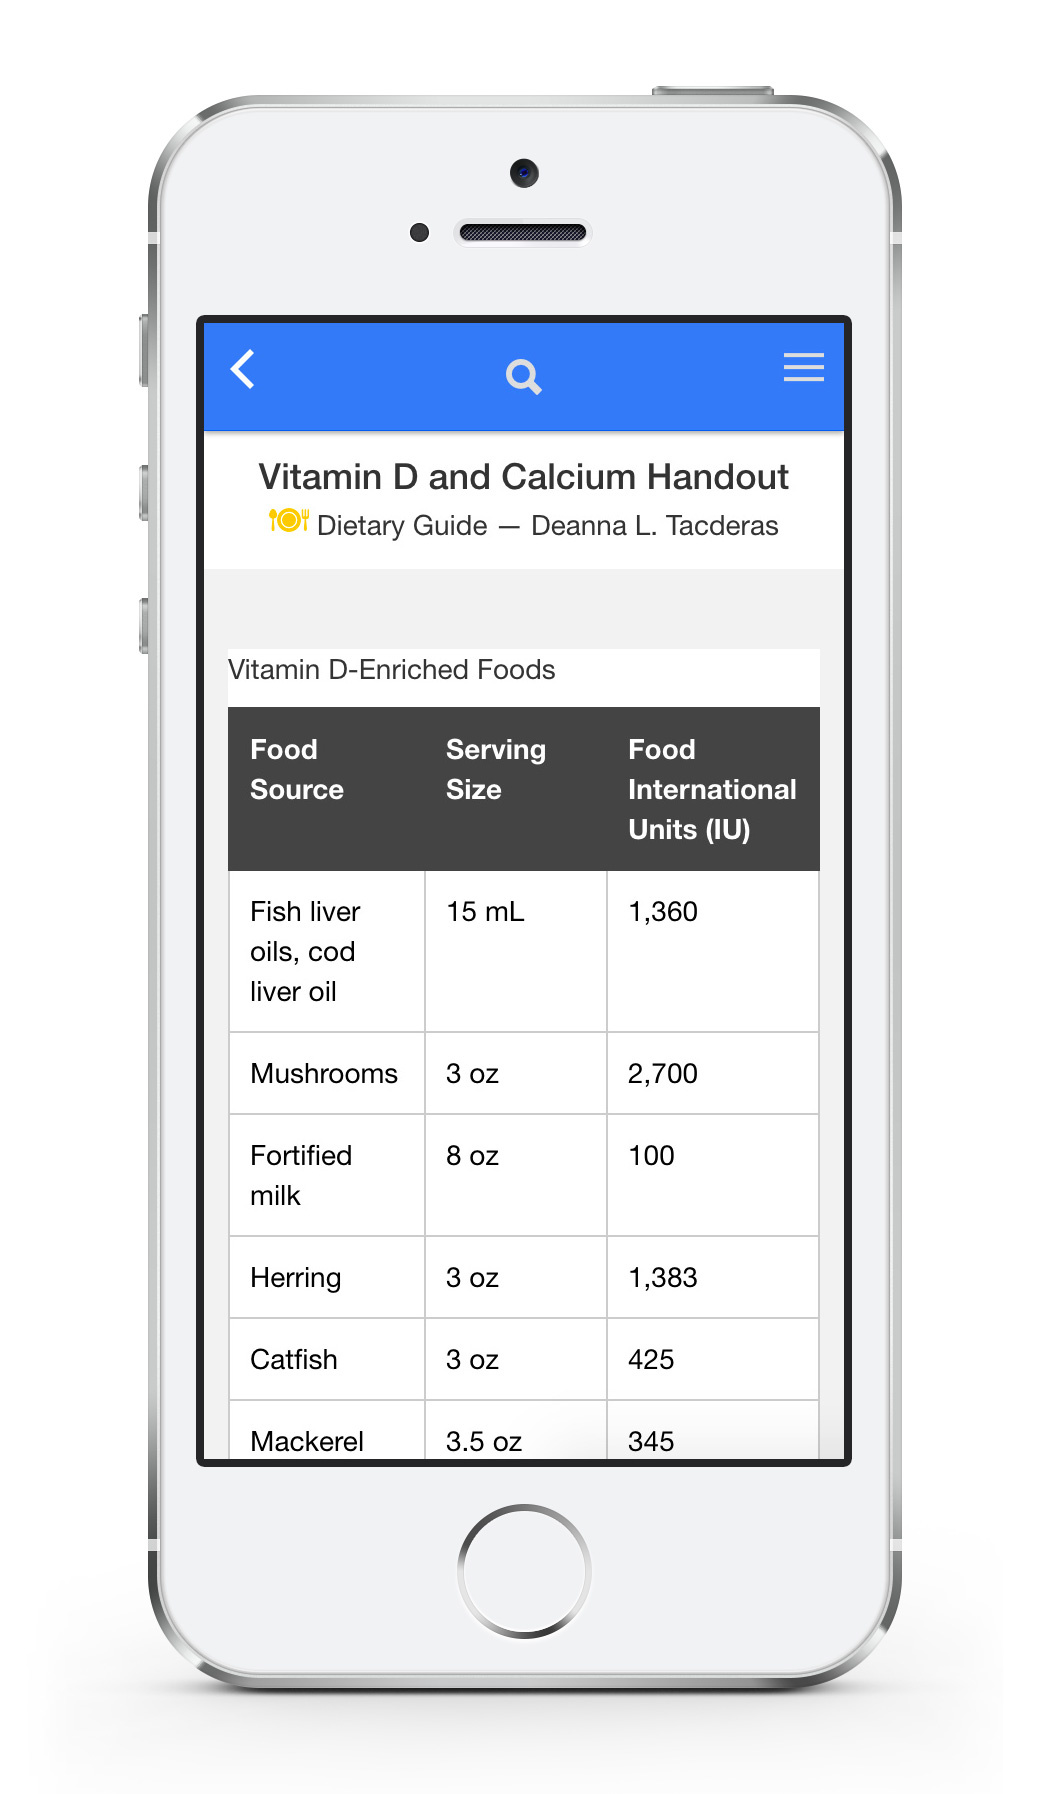 Vitamin D and Calcium Handout
Dietary Guide — Deanna L. Tacderas
Vitamin D-Enriched Foods
Food Source Serving Size Food International Units (IU)
Fish liver oils, cod liver oil 15 mL 1,360
Mushrooms 3 oz 2,700
Fortified milk 8 oz 100
Herring 3 oz 1,383
Catfish 3 oz 425
Mackerel 3.5 oz 345